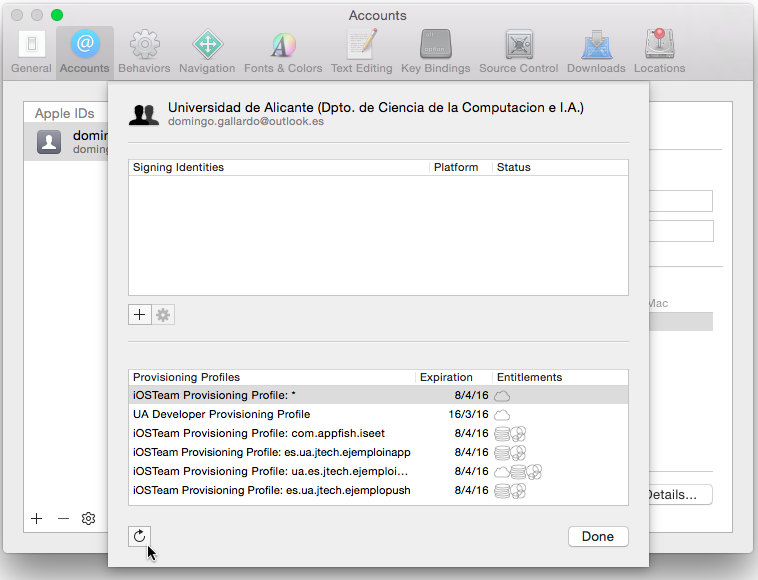 Accounts
General Accounts Behaviors Navigation Fonts & Colors Text Editing Key Bindings Source Control Downloads Locations
Apple IDs
doming
doming
Universidad de Alicante (Dpto. de Ciencia de la Computacion e I.A.)
domingo.gallardo@outlook.es
Signing Identities Platform Status
Mac
Provisioning Profiles Expiration Entitlements
iOSTeam Provisioning Profile: * 8/4/16
UA Developer Provisioning Profile 16/3/16
iOSTeam Provisioning Profile: com.appfish.iseet 8/4/16
iOSTeam Provisioning Profile: es.ua.jtech.ejemploinapp 8/4/16
iOSTeam Provisioning Profile: ua.es.jtech.ejemploi... 8/4/16
iOSTeam Provisioning Profile: es.ua.jtech.ejemplopush 8/4/16
Details...
Done